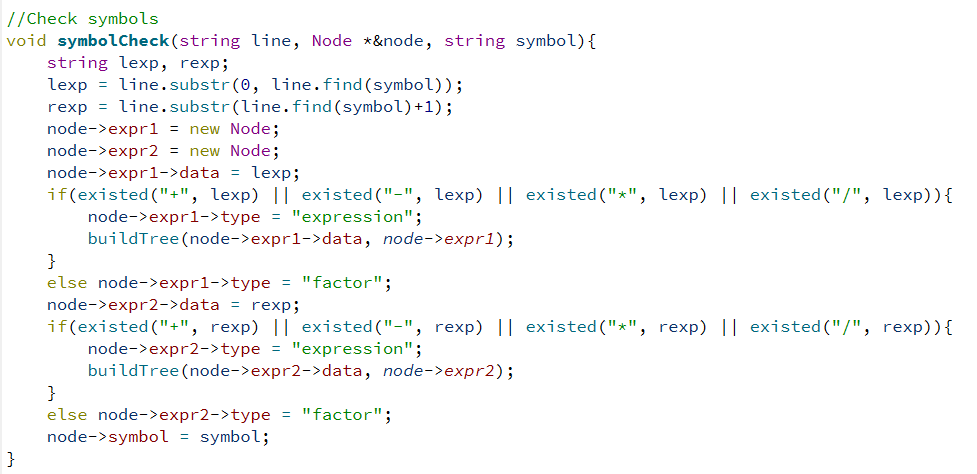 //Check symbols
void symbolCheck(string line, Node *&node, string symbol){
    string lexp, rexp;
    lexp = line.substr(0, line.find(symbol));
    rexp = line.substr(line.find(symbol)+1);
    node->expr1 = new Node;
    node->expr2 = new Node;
    node->expr1->data = lexp;
    if(existed("+", lexp) || existed("-", lexp) || existed("*", lexp) || existed("/", lexp)){
        node->expr1->type = "expression";
        buildTree(node->expr1->data, node->expr1);
    }
    else node->expr1->type = "factor";
    node->expr2->data = rexp;
    if(existed("+", rexp) || existed("-", rexp) || existed("*", rexp) || existed("/", rexp)){
        node->expr2->type = "expression";
        buildTree(node->expr2->data, node->expr2);
    }
    else node->expr2->type = "factor";
    node->symbol = symbol;
}